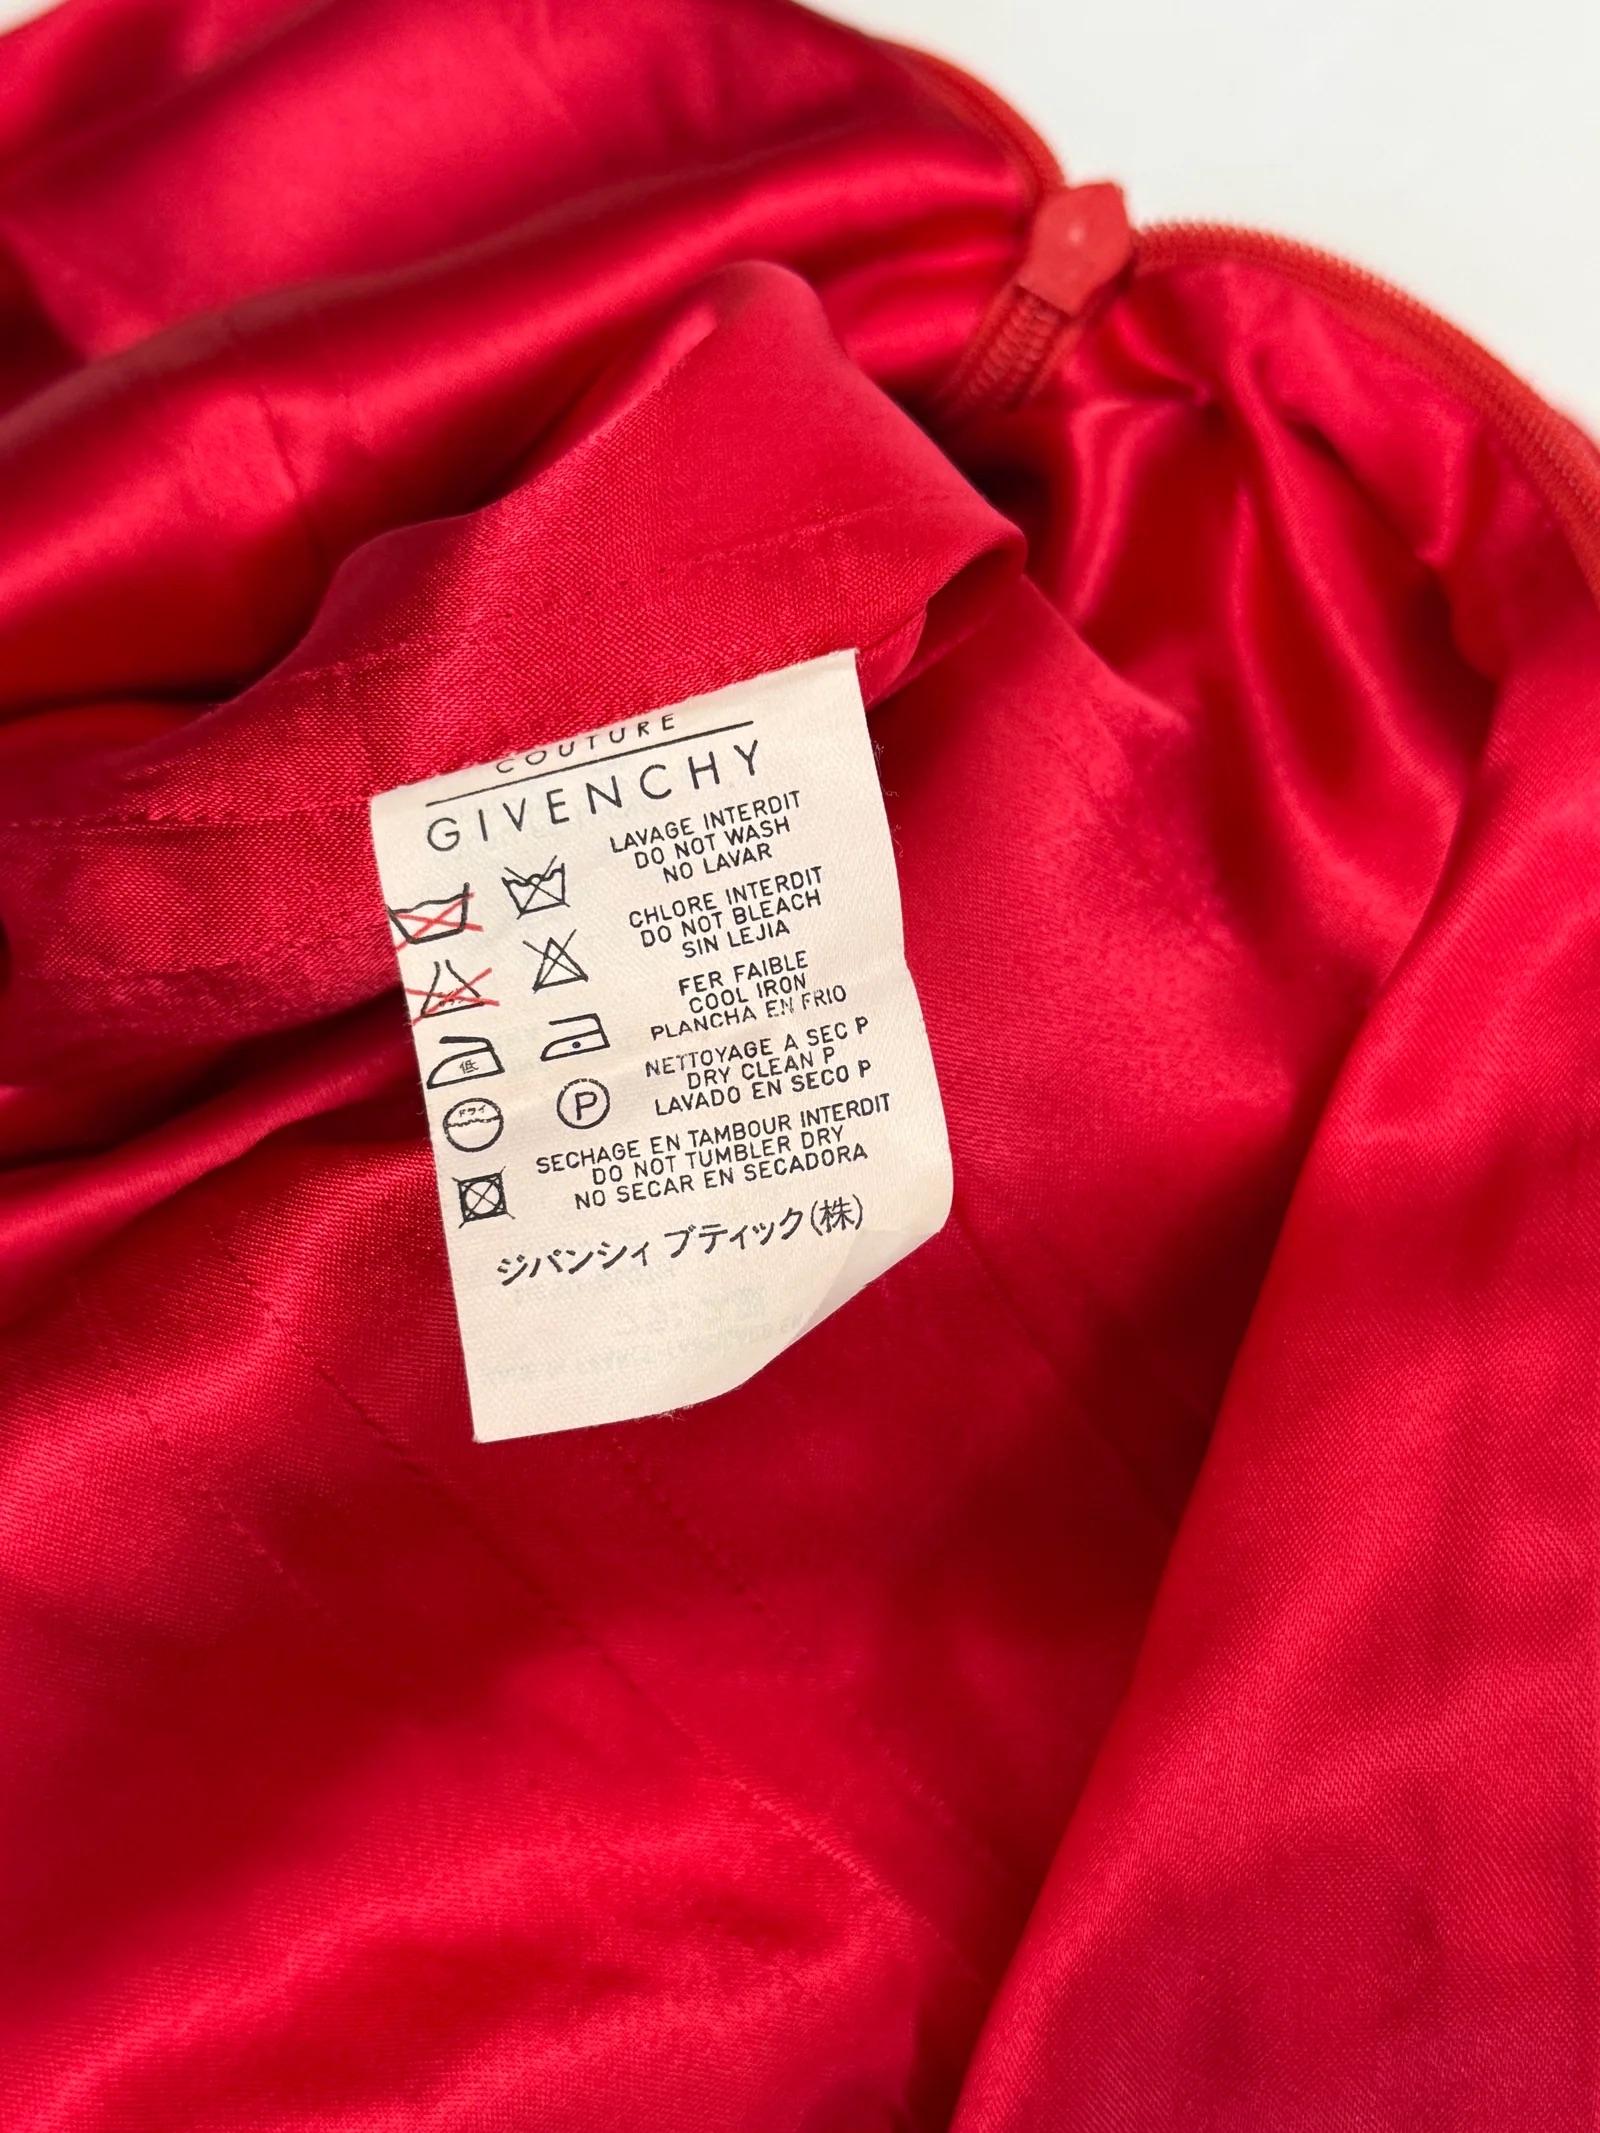 COUTURE
GIVENCHY
LAVAGE INTERDIT
DO NOT WASH
NO LAVAR
CHLORE INTERDIT
DO NOT BLEACH
SIN LEJIA
FER FAIBLE
COOL IRON
PLANCHA EN FRIO
低
NETTOYAGE A SEC P
DRY CLEAN P
LAVADO EN SECO P
ドライ
P
SECHAGE EN TAMBOUR INTERDIT
DO NOT TUMBLER DRY
NO SECAR EN SECADORA
ジバンシィ ブティック(株)